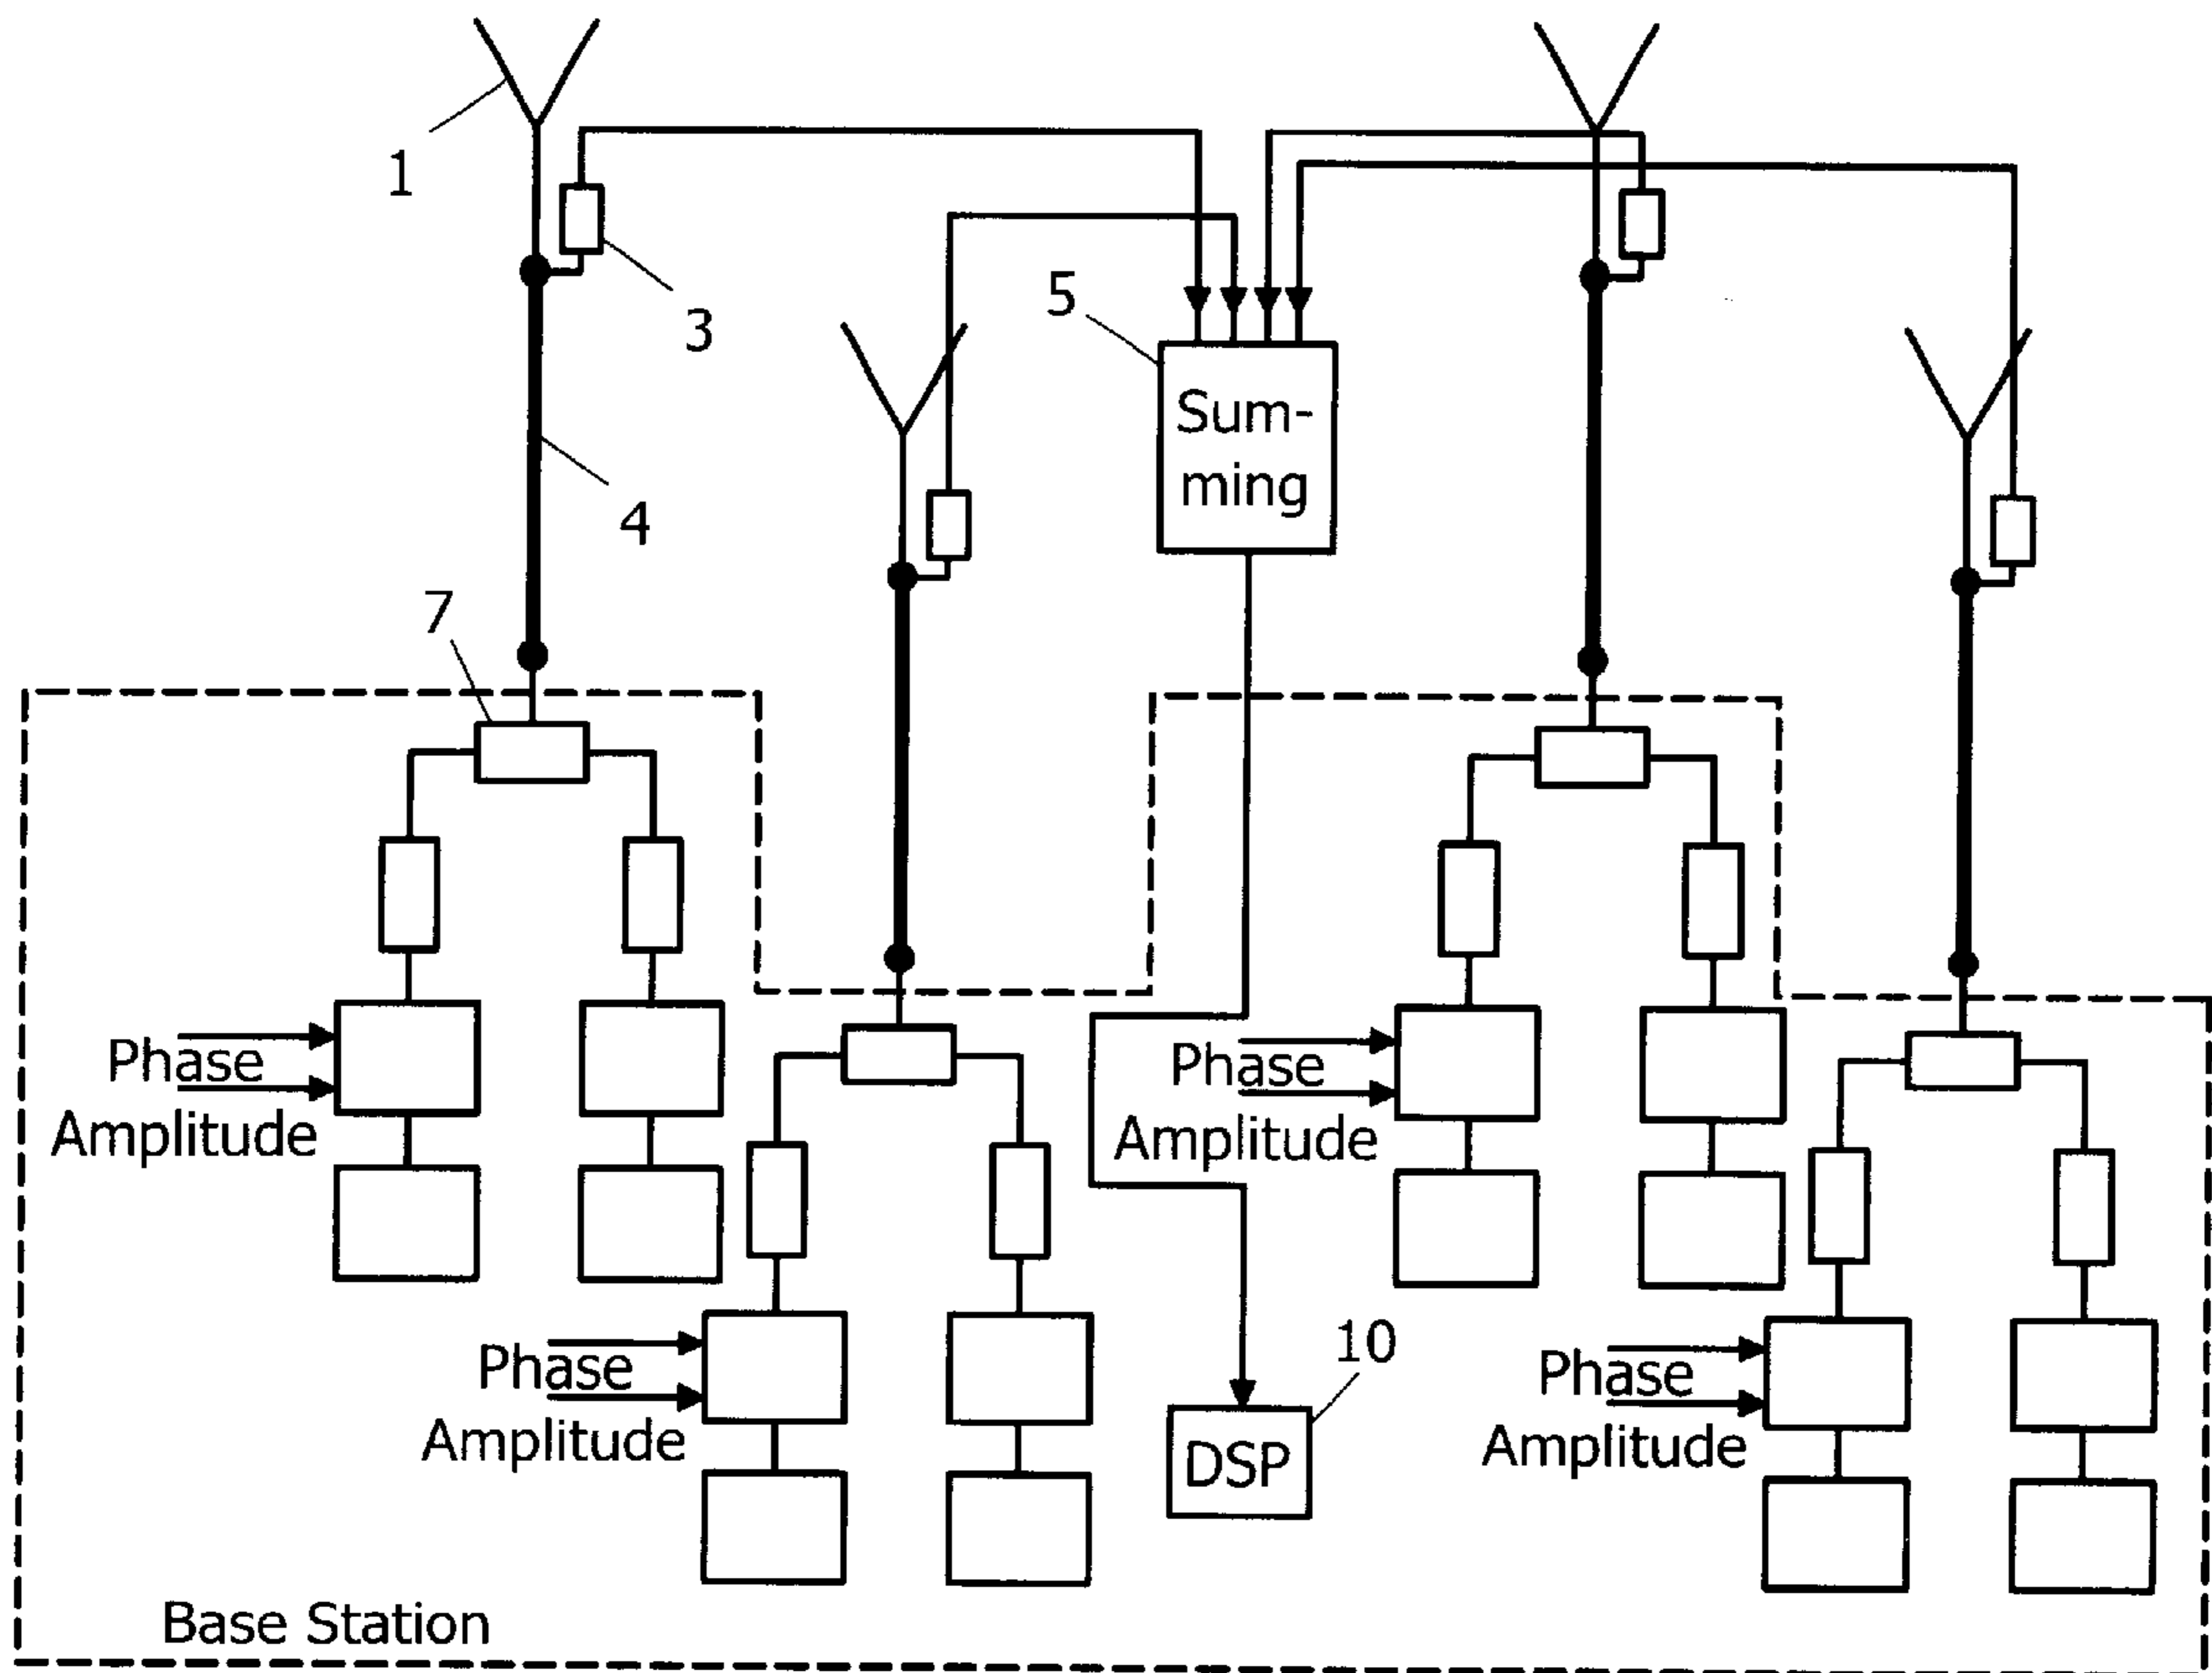 1
3
5
Sum-
ming
4
7
Phase
Amplitude
Phase
Amplitude
Phase
Amplitude
10
Phase
Amplitude
DSP
Base Station